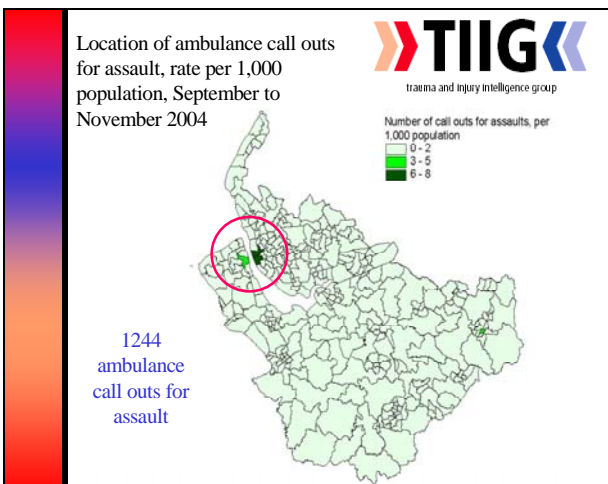 Location of ambulance call outs
for assault, rate per 1,000
population, September to
November 2004
TIIG
trauma and injury intelligence group
Number of call outs for assaults, per
1,000 population
0 - 2
3 - 5
6 - 8
1244
ambulance
call outs for
assault